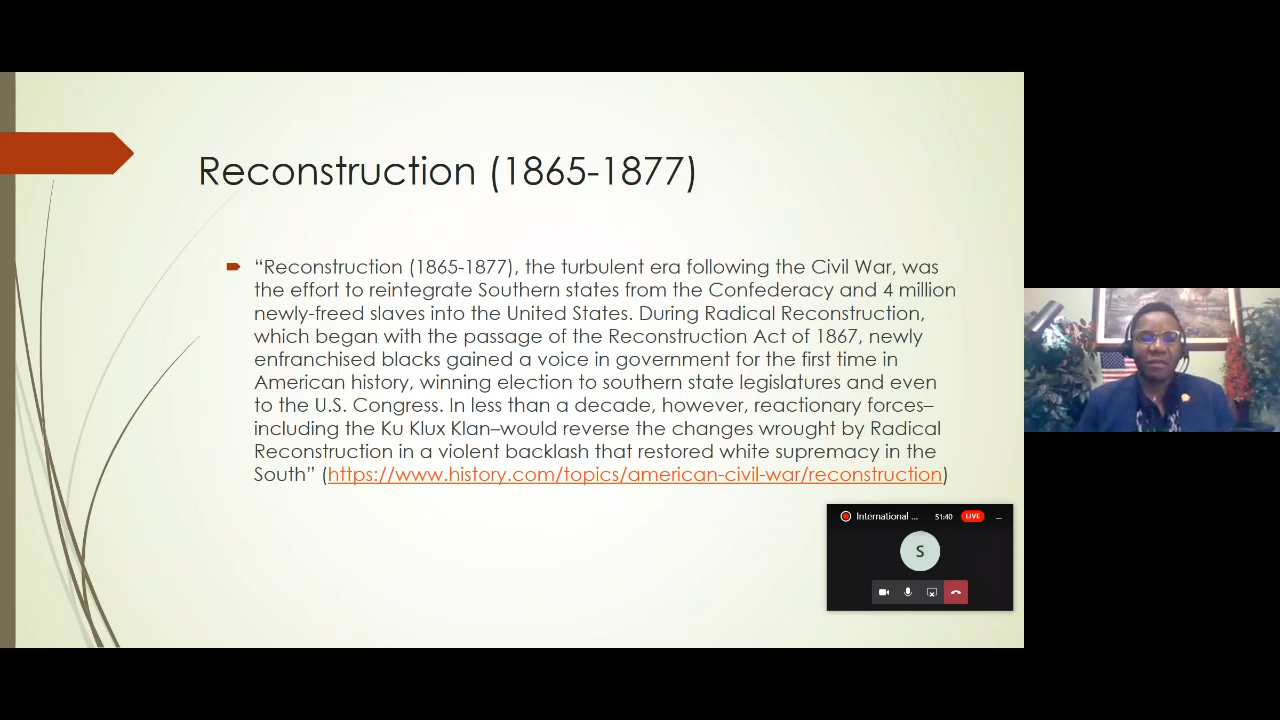 Reconstruction (1865-1877)
“Reconstruction (1865-1877), the turbulent era following the Civil War, was
the effort to reintegrate Southern states from the Confederacy and 4 million
newly-freed slaves into the United States. During Radical Reconstruction,
which began with the passage of the Reconstruction Act of 1867, newly
enfranchised blacks gained a voice in government for the first time in
American history, winning election to southern state legislatures and even
to the U.S. Congress. In less than a decade, however, reactionary forces–
including the Ku Klux Klan–would reverse the changes wrought by Radical
Reconstruction in a violent backlash that restored white supremacy in the
South” (https://www.history.com/topics/american-civil-war/reconstruction)
International ... 51:40 LIVE
S